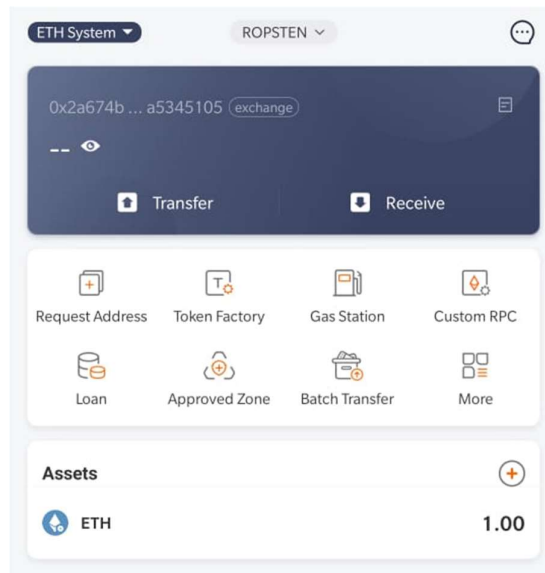 ETH System ROPSTEN
0x2a674b ... a5345105 exchange
--
Transfer Receive
Request Address Token Factory Gas Station Custom RPC
Loan Approved Zone Batch Transfer More
Assets
ETH 1.00